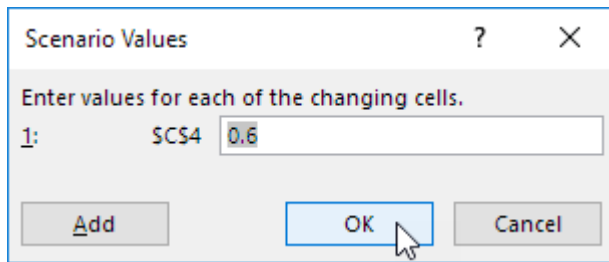 Scenario Values ? X
Enter values for each of the changing cells.
1: $C$4 0.6
Add OK Cancel